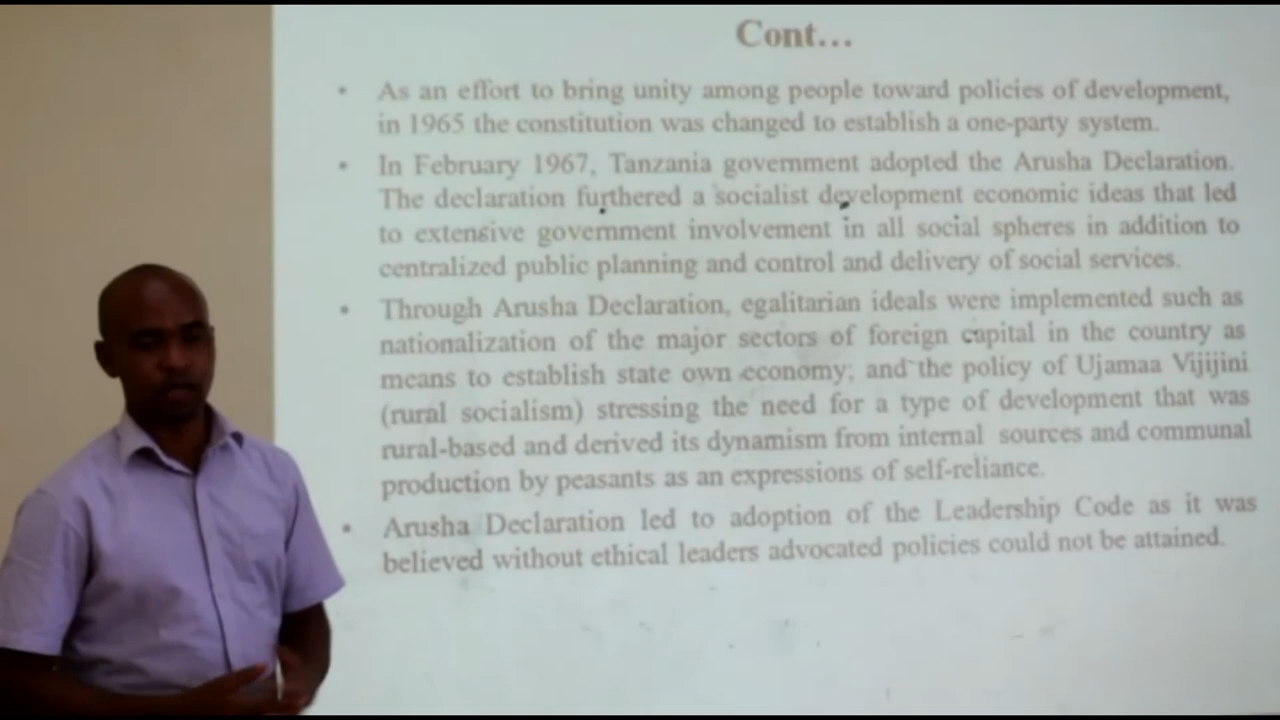 Cont...
• As an effort to bring unity among people toward policies of development,
in 1965 the constitution was changed to establish a one-party system.
• In February 1967, Tanzania government adopted the Arusha Declaration.
The declaration furthered a socialist development economic ideas that led
to extensive government involvement in all social spheres in addition to
centralized public planning and control and delivery of social services.
• Through Arusha Declaration, egalitarian ideals were implemented such as
nationalization of the major sectors of foreign capital in the country as
means to establish state own economy; and the policy of Ujamaa Vijijini
(rural socialism) stressing the need for a type of development that was
rural-based and derived its dynamism from internal sources and communal
production by peasants as an expressions of self-reliance.
• Arusha Declaration led to adoption of the Leadership Code as it was
believed without ethical leaders advocated policies could not be attained.